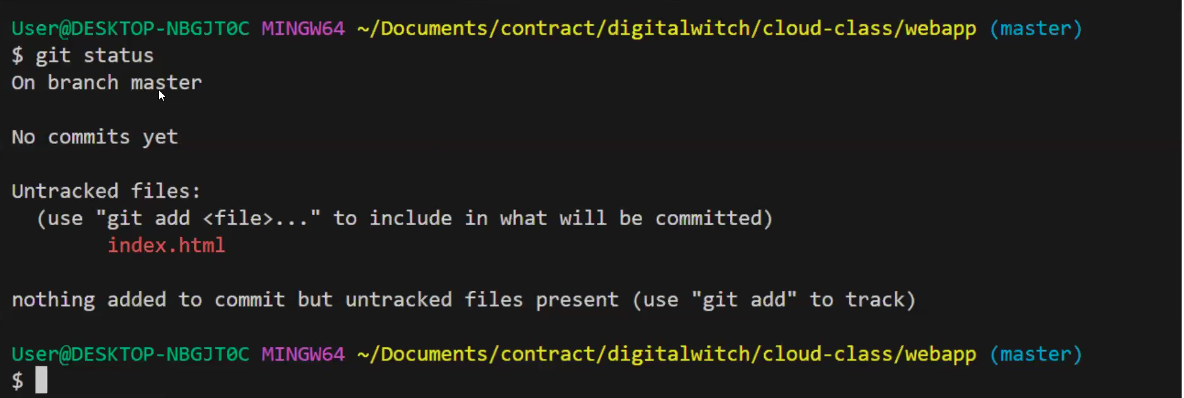 User@DESKTOP-NBGJT0C MINGW64 ~/Documents/contract/digitalwitch/cloud-class/webapp (master)
$ git status
On branch master
No commits yet
Untracked files:
  (use "git add <file>..." to include in what will be committed)
        index.html
nothing added to commit but untracked files present (use "git add" to track)
User@DESKTOP-NBGJT0C MINGW64 ~/Documents/contract/digitalwitch/cloud-class/webapp (master)
$